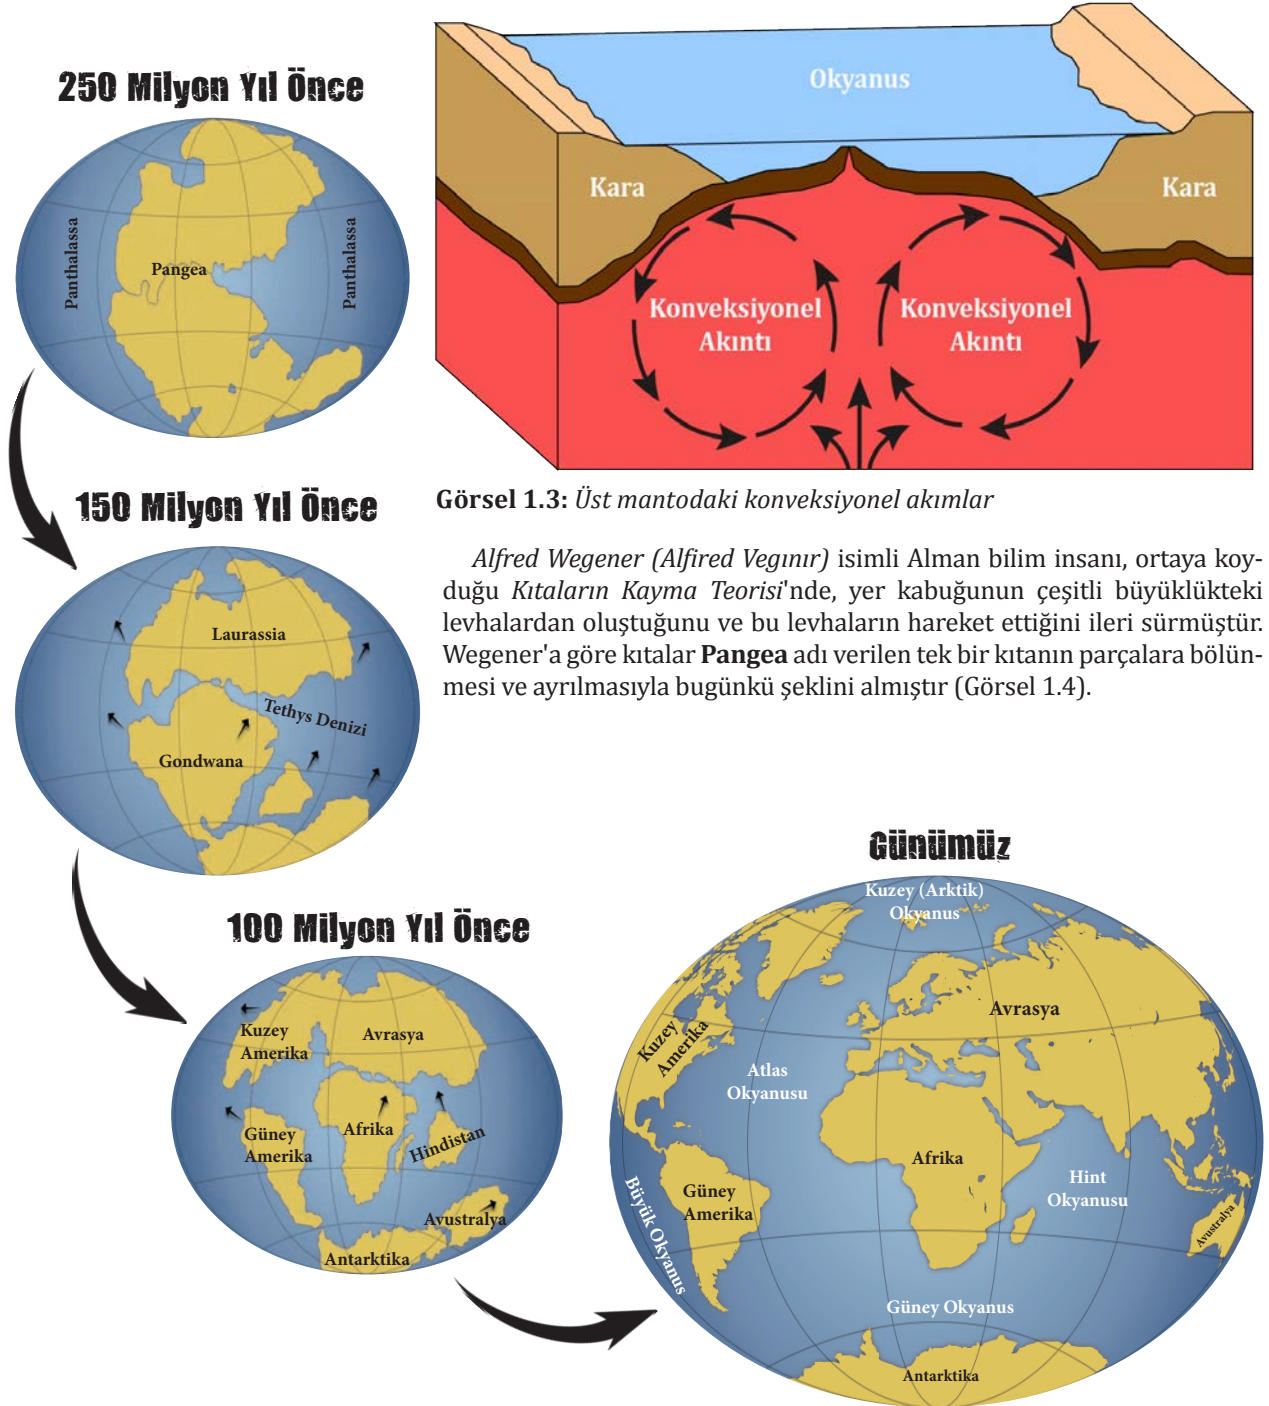 250 Milyon Yıl Önce
Panthalassa
Pangea
Panthalassa
Okyanus
Kara
Kara
Konveksiyonel
Akıntı
Konveksiyonel
Akıntı
Görsel 1.3: Üst mantodaki konveksiyonel akımlar
Alfred Wegener (Alfired Vegınır) isimli Alman bilim insanı, ortaya koy-
duğu Kıtaların Kayma Teorisi'nde, yer kabuğunun çeşitli büyüklükteki
levhalardan oluştuğunu ve bu levhaların hareket ettiğini ileri sürmüştür.
Wegener'a göre kıtalar Pangea adı verilen tek bir kıtanın parçalara bölün-
mesi ve ayrılmasıyla bugünkü şeklini almıştır (Görsel 1.4).
150 Milyon Yıl Önce
Laurassia
Tethys Denizi
Gondwana
100 Milyon Yıl Önce
Kuzey
Amerika
Avrasya
Güney
Amerika
Afrika
Hindistan
Avustralya
Antarktika
Günümüz
Kuzey (Arktik)
Okyanus
Kuzey
Amerika
Avrasya
Atlas
Okyanusu
Afrika
Hint
Okyanusu
Güney
Amerika
Büyük Okyanus
Avustralya
Güney Okyanus
Antarktika